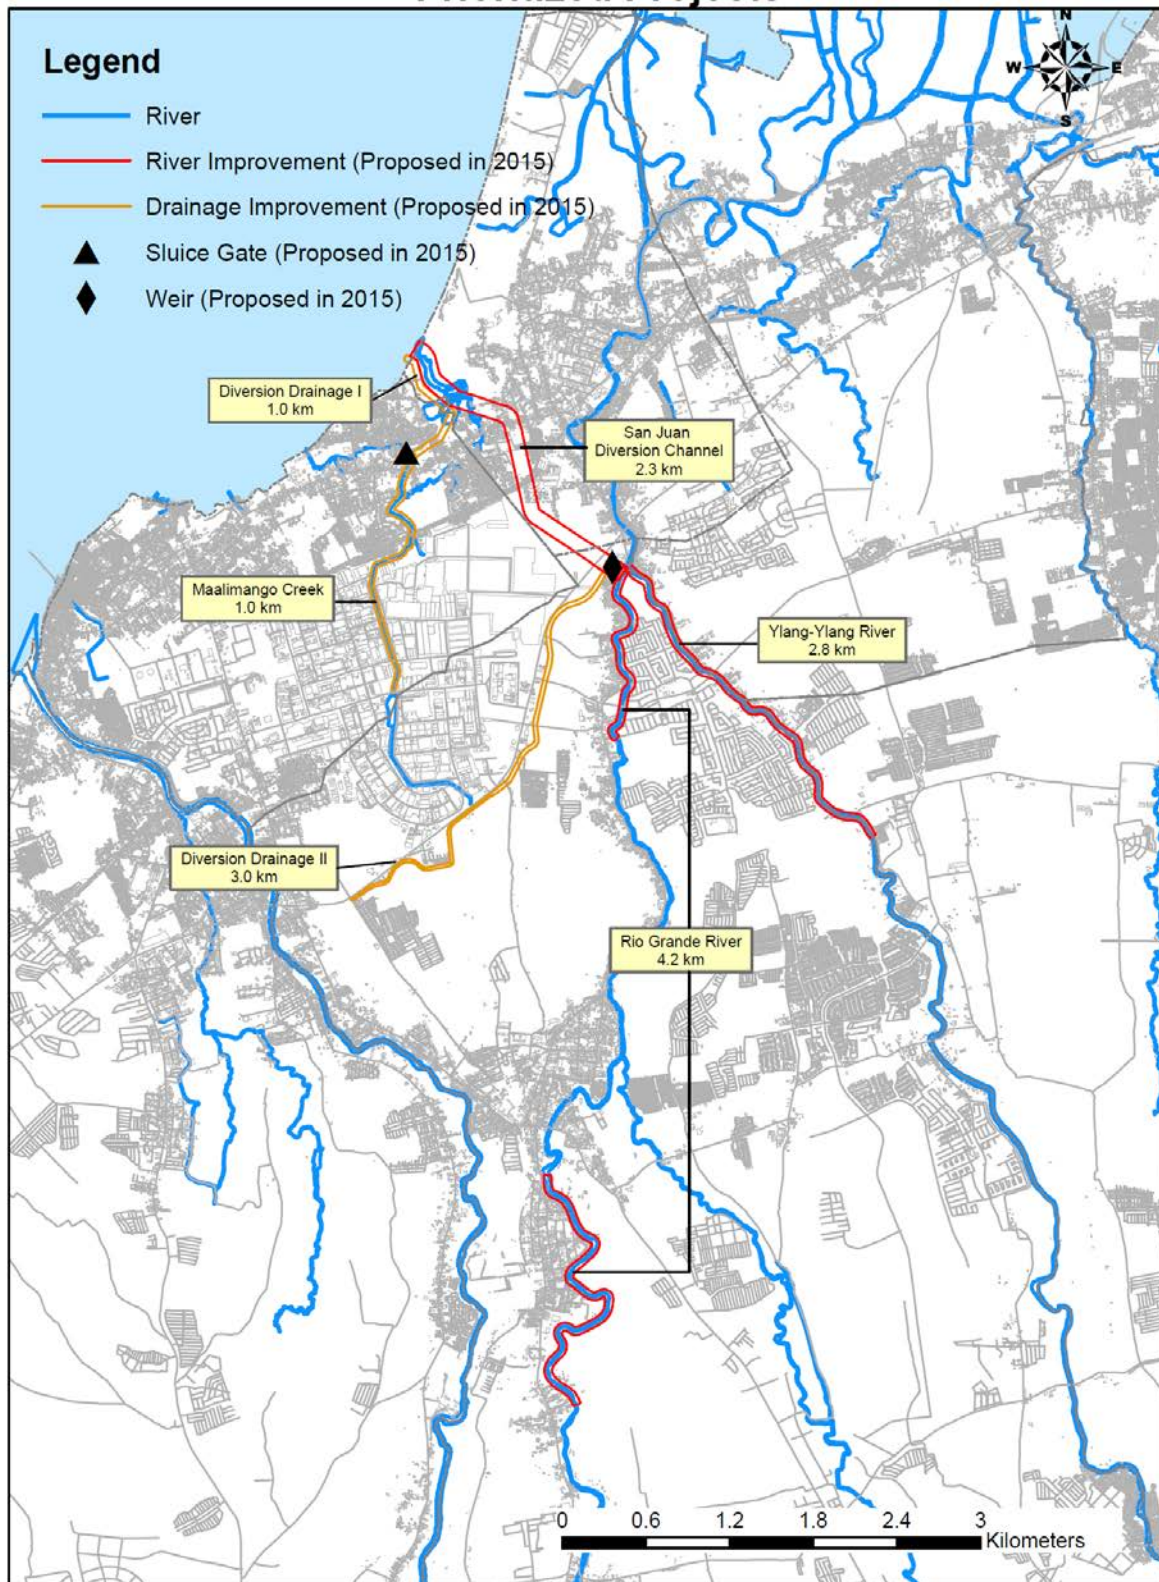 Legend
River
River Improvement (Proposed in 2015)
Drainage Improvement (Proposed in 2015)
Sluice Gate (Proposed in 2015)
Weir (Proposed in 2015)
N
W
E
S
Diversion Drainage I
1.0 km
San Juan
Diversion Channel
2.3 km
Maalimango Creek
1.0 km
Ylang-Ylang River
2.8 km
Diversion Drainage II
3.0 km
Rio Grande River
4.2 km
0 0.6 1.2 1.8 2.4 3
Kilometers